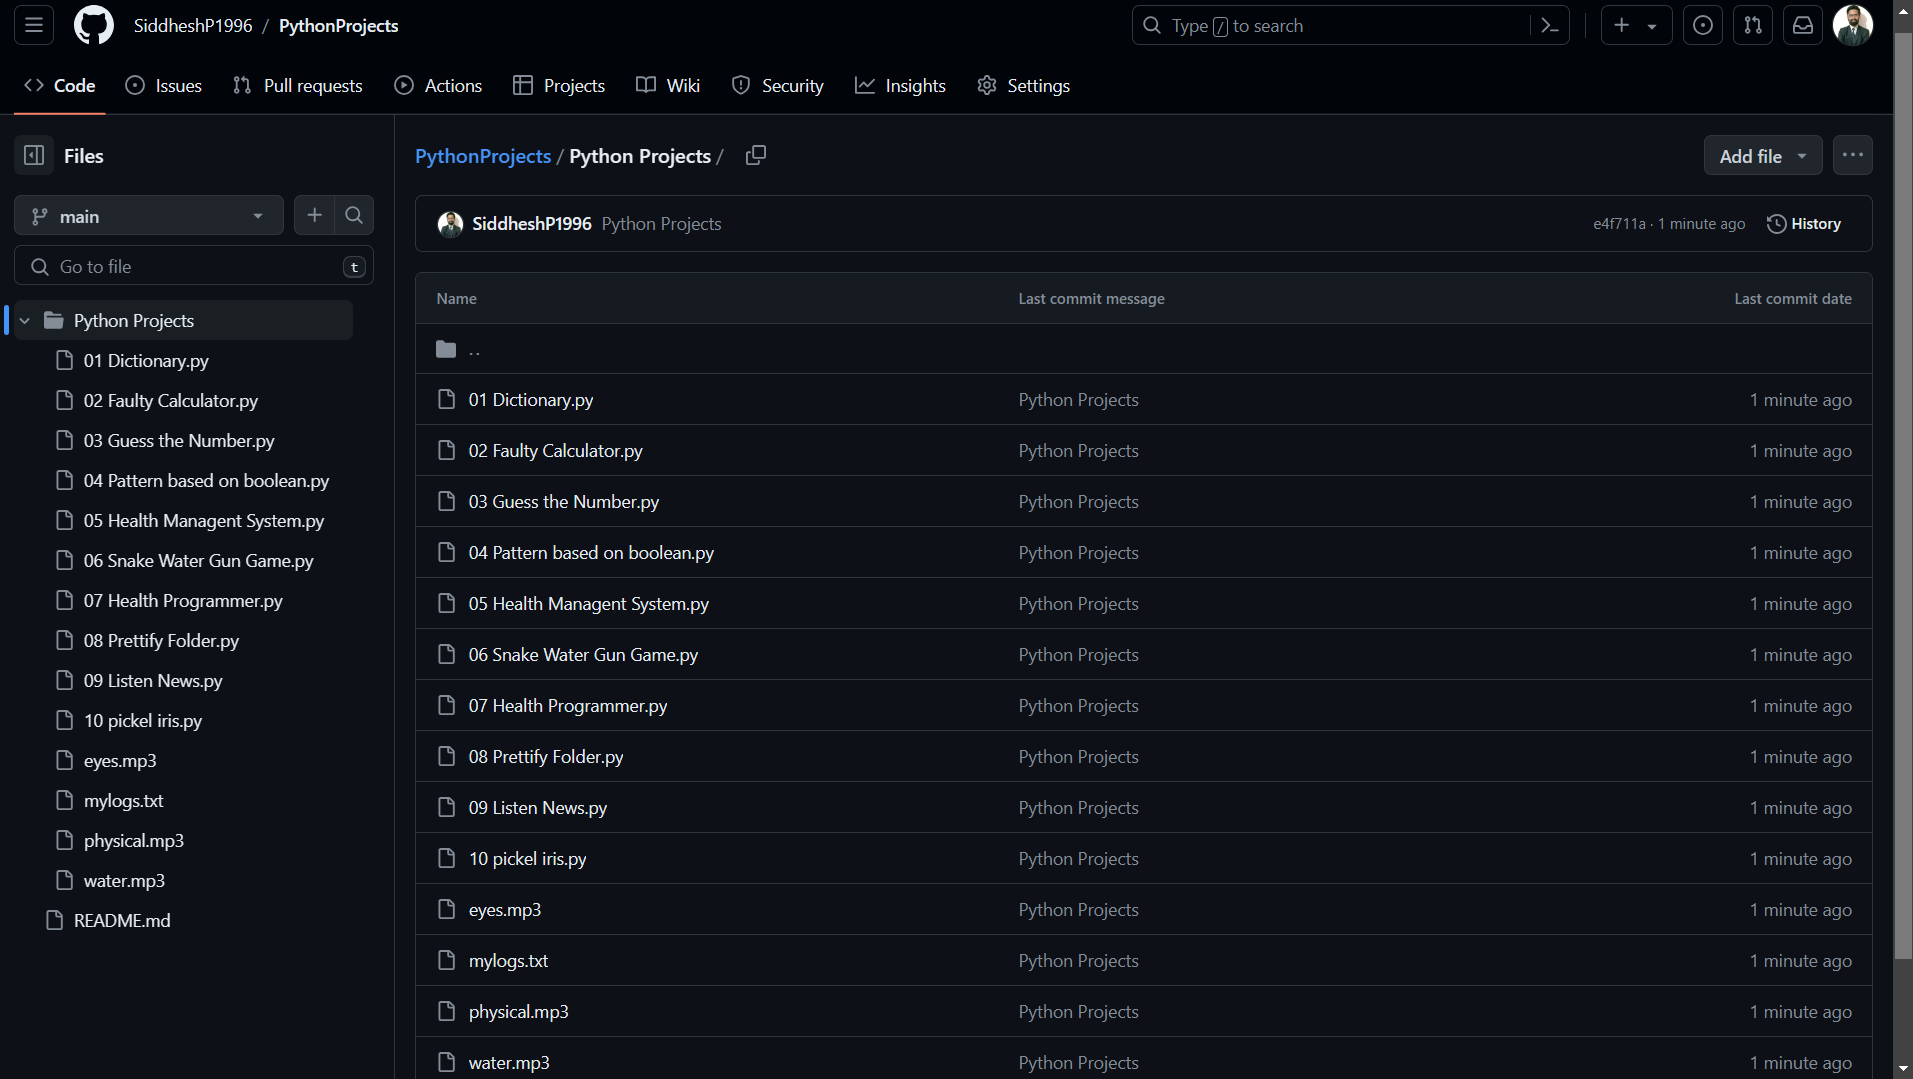 SiddheshP1996 / PythonProjects
Type / to search
Code Issues Pull requests Actions Projects Wiki Security Insights Settings
Files
main
Go to file t
Python Projects
01 Dictionary.py
02 Faulty Calculator.py
03 Guess the Number.py
04 Pattern based on boolean.py
05 Health Managent System.py
06 Snake Water Gun Game.py
07 Health Programmer.py
08 Prettify Folder.py
09 Listen News.py
10 pickel iris.py
eyes.mp3
mylogs.txt
physical.mp3
water.mp3
README.md
PythonProjects / Python Projects /
Add file
SiddheshP1996 Python Projects e4f711a · 1 minute ago History
Name Last commit message Last commit date
..
01 Dictionary.py Python Projects 1 minute ago
02 Faulty Calculator.py Python Projects 1 minute ago
03 Guess the Number.py Python Projects 1 minute ago
04 Pattern based on boolean.py Python Projects 1 minute ago
05 Health Managent System.py Python Projects 1 minute ago
06 Snake Water Gun Game.py Python Projects 1 minute ago
07 Health Programmer.py Python Projects 1 minute ago
08 Prettify Folder.py Python Projects 1 minute ago
09 Listen News.py Python Projects 1 minute ago
10 pickel iris.py Python Projects 1 minute ago
eyes.mp3 Python Projects 1 minute ago
mylogs.txt Python Projects 1 minute ago
physical.mp3 Python Projects 1 minute ago
water.mp3 Python Projects 1 minute ago